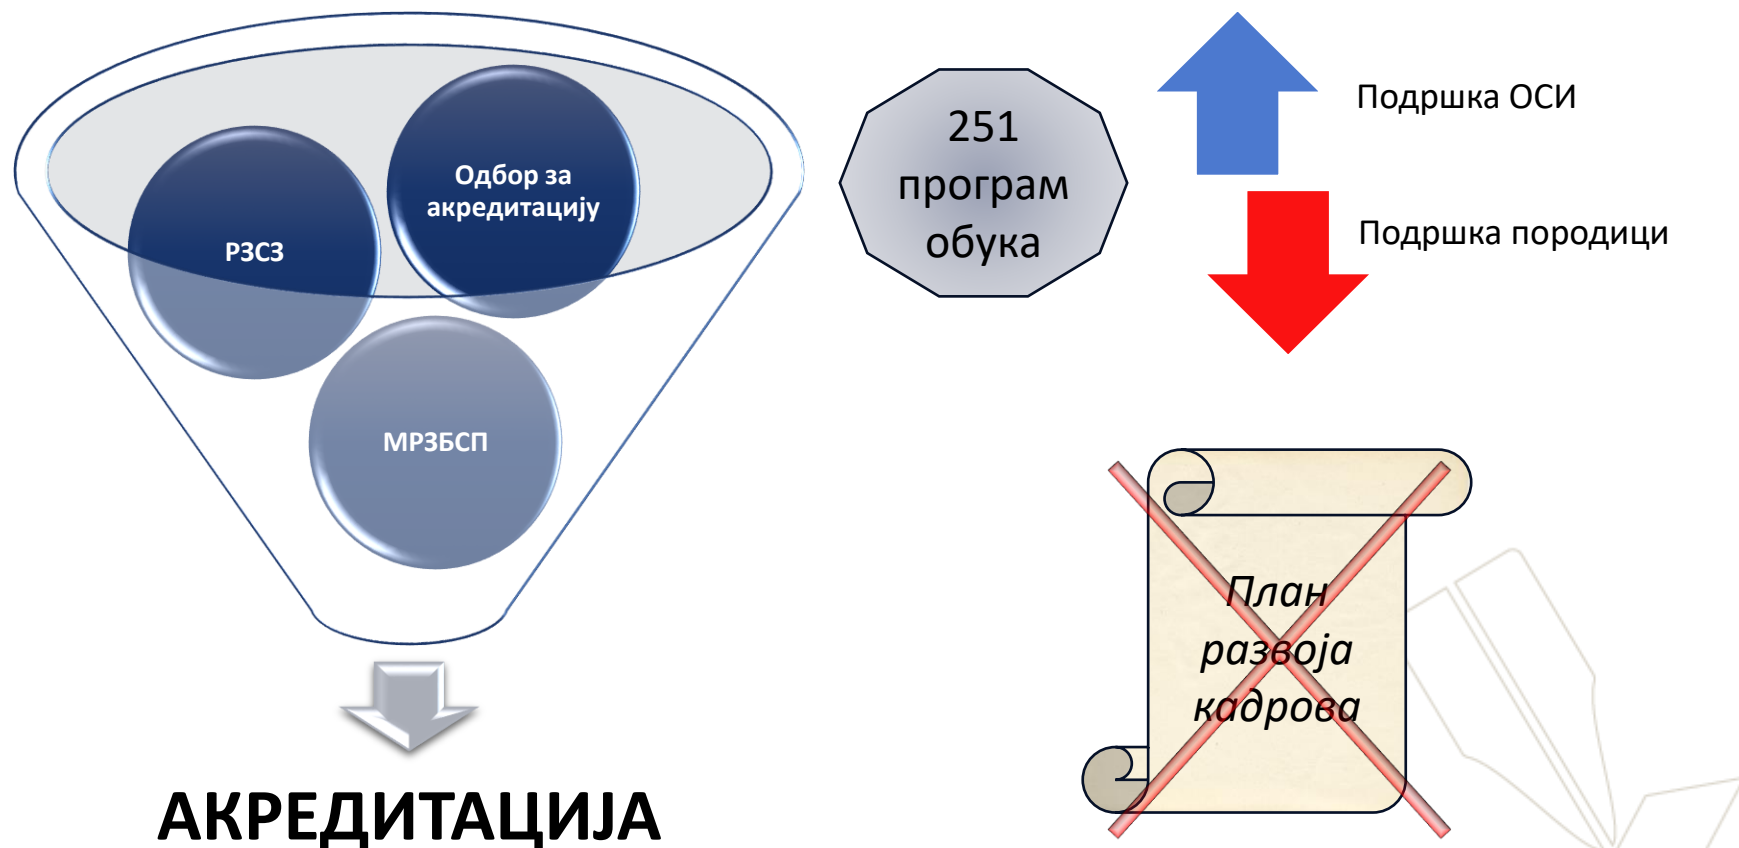 Одбор за
акредитацију
РЗСЗ
МРЗБСП
АКРЕДИТАЦИЈА
251
програм
обука
Подршка ОСИ
Подршка породици
План
развоја
кадрова